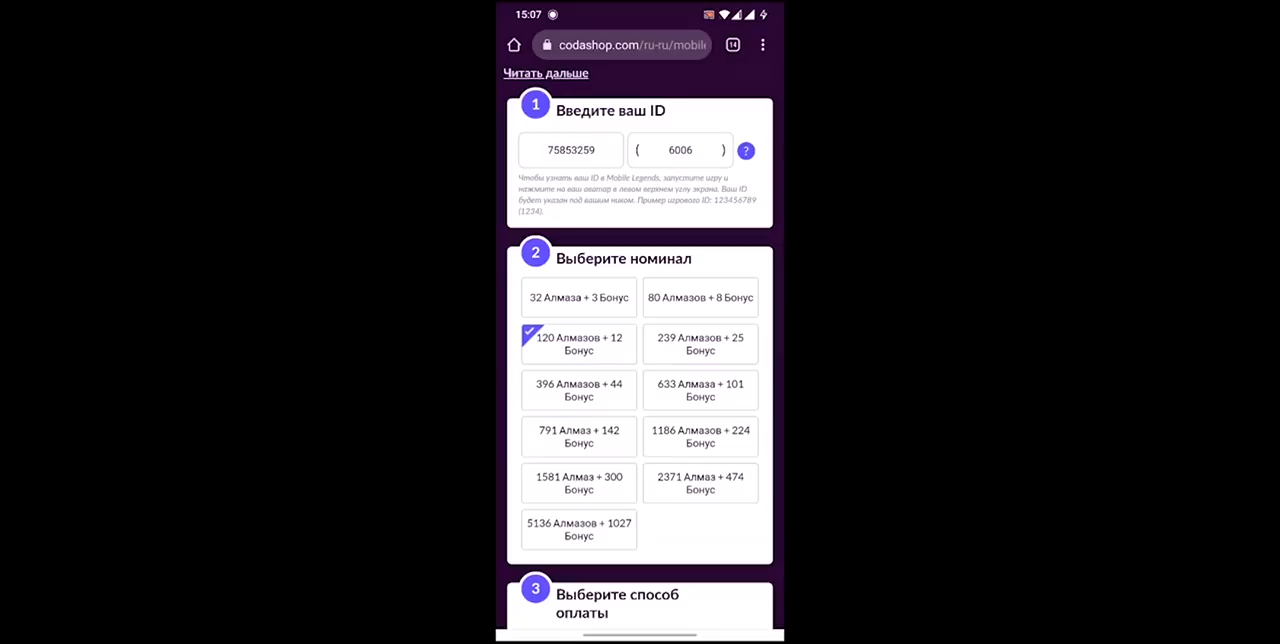 15:07
codashop.com/ru-ru/mobile
14
Читать дальше
1
Введите ваш ID
75853259
( 6006 )
?
Чтобы узнать ваш ID в Mobile Legends, запустите игру и
нажмите на ваш аватар в левом верхнем углу экрана. Ваш ID
будет указан под вашим ником. Пример игрового ID: 123456789
(1234).
2
Выберите номинал
32 Алмаза + 3 Бонус
80 Алмазов + 8 Бонус
120 Алмазов + 12
Бонус
239 Алмазов + 25
Бонус
396 Алмазов + 44
Бонус
633 Алмаза + 101
Бонус
791 Алмаз + 142
Бонус
1186 Алмазов + 224
Бонус
1581 Алмаз + 300
Бонус
2371 Алмаз + 474
Бонус
5136 Алмазов + 1027
Бонус
3
Выберите способ
оплаты